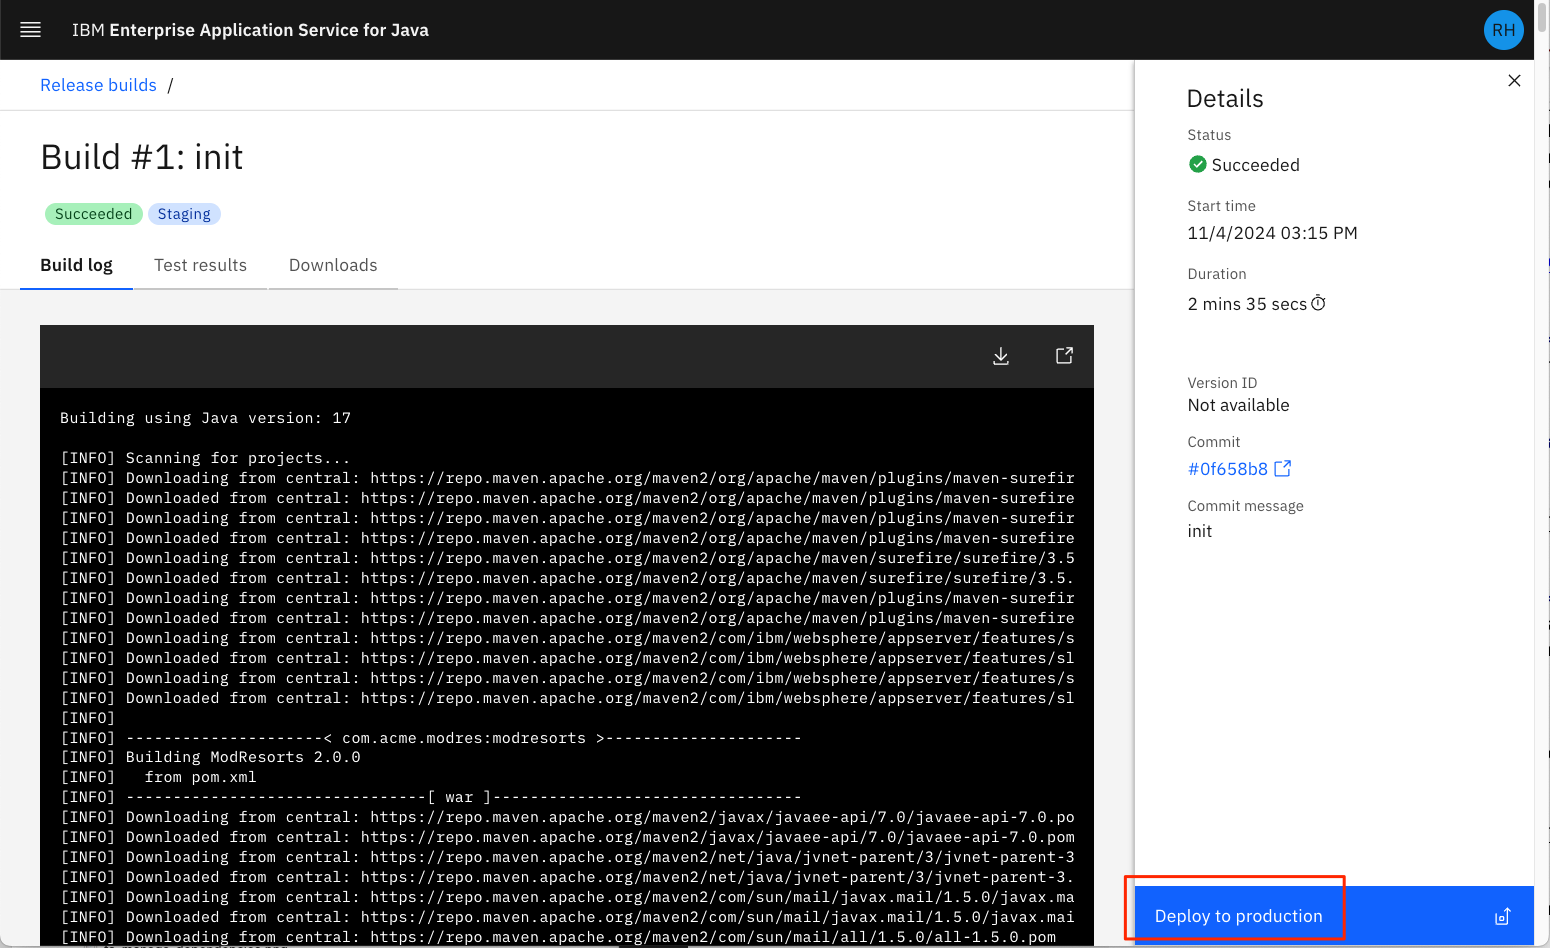 IBM Enterprise Application Service for Java
RH
Release builds /
Build #1: init
Succeeded Staging
Build log Test results Downloads
Building using Java version: 17
[INFO] Scanning for projects...
[INFO] Downloading from central: https://repo.maven.apache.org/maven2/org/apache/maven/plugins/maven-surefir
[INFO] Downloaded from central: https://repo.maven.apache.org/maven2/org/apache/maven/plugins/maven-surefire
[INFO] Downloading from central: https://repo.maven.apache.org/maven2/org/apache/maven/plugins/maven-surefir
[INFO] Downloaded from central: https://repo.maven.apache.org/maven2/org/apache/maven/plugins/maven-surefire
[INFO] Downloading from central: https://repo.maven.apache.org/maven2/org/apache/maven/surefire/surefire/3.5
[INFO] Downloaded from central: https://repo.maven.apache.org/maven2/org/apache/maven/surefire/surefire/3.5.
[INFO] Downloading from central: https://repo.maven.apache.org/maven2/org/apache/maven/plugins/maven-surefir
[INFO] Downloaded from central: https://repo.maven.apache.org/maven2/org/apache/maven/plugins/maven-surefire
[INFO] Downloading from central: https://repo.maven.apache.org/maven2/com/ibm/websphere/appserver/features/s
[INFO] Downloaded from central: https://repo.maven.apache.org/maven2/com/ibm/websphere/appserver/features/sl
[INFO] Downloading from central: https://repo.maven.apache.org/maven2/com/ibm/websphere/appserver/features/s
[INFO] Downloaded from central: https://repo.maven.apache.org/maven2/com/ibm/websphere/appserver/features/sl
[INFO]
[INFO] ---------------------< com.acme.modres:modresorts >---------------------
[INFO] Building ModResorts 2.0.0
[INFO]   from pom.xml
[INFO] --------------------------------[ war ]---------------------------------
[INFO] Downloading from central: https://repo.maven.apache.org/maven2/javax/javaee-api/7.0/javaee-api-7.0.po
[INFO] Downloaded from central: https://repo.maven.apache.org/maven2/javax/javaee-api/7.0/javaee-api-7.0.pom
[INFO] Downloading from central: https://repo.maven.apache.org/maven2/net/java/jvnet-parent/3/jvnet-parent-3
[INFO] Downloaded from central: https://repo.maven.apache.org/maven2/net/java/jvnet-parent/3/jvnet-parent-3.
[INFO] Downloading from central: https://repo.maven.apache.org/maven2/com/sun/mail/javax.mail/1.5.0/javax.ma
[INFO] Downloaded from central: https://repo.maven.apache.org/maven2/com/sun/mail/javax.mail/1.5.0/javax.mai
[INFO] Downloading from central: https://repo.maven.apache.org/maven2/com/sun/mail/all/1.5.0/all-1.5.0.pom
Details
Status
Succeeded
Start time
11/4/2024 03:15 PM
Duration
2 mins 35 secs
Version ID
Not available
Commit
#0f658b8
Commit message
init
Deploy to production